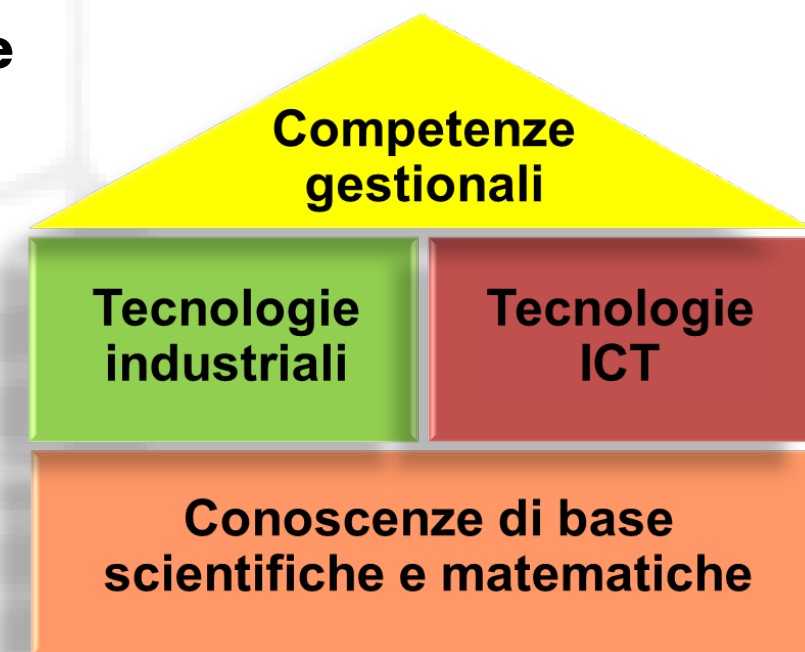 e
Competenze
gestionali
Tecnologie
industriali
Tecnologie
ICT
Conoscenze di base
scientifiche e matematiche